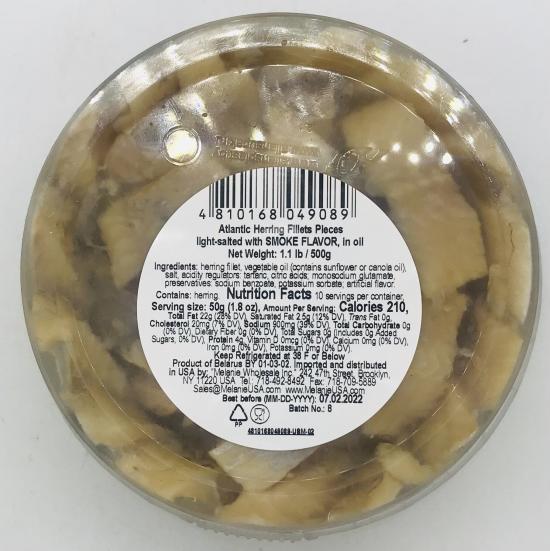 4 810168 049089
Atlantic Herring Fillets Pieces
light-salted with SMOKE FLAVOR, in oil
Net Weight: 1.1 lb / 500g
Ingredients: herring fillet, vegetable oil (contains sunflower or canola oil),
salt, acidity regulators: tartaric, citric acids; monosodium glutamate,
preservatives: sodium benzoate, potassium sorbate; artificial flavor.
Contains: herring. Nutrition Facts 10 servings per container,
Serving size: 50g (1.8 oz), Amount Per Serving: Calories 210,
Total Fat 22g (28% DV), Saturated Fat 2.5g (12% DV), Trans Fat 0g,
Cholesterol 20mg (7% DV), Sodium 900mg (39% DV), Total Carbohydrate 0g
(0% DV), Dietary Fiber 0g (0% DV), Total Sugars 0g (Includes 0g Added
Sugars, 0% DV), Protein 4g, Vitamin D 0mcg (0% DV), Calcium 0mg (0% DV),
Iron 0mg (0% DV), Potassium 0mg (0% DV).
Keep Refrigerated at 38 F or Below
Product of Belarus BY 01-03-02. Imported and distributed
in USA by: "Melanie Wholesale Inc." 242 47th Street, Brooklyn,
NY 11220 USA Tel.: 718-492-8492 Fax: 718-709-5889
Sales@MelanieUSA.com www.MelanieUSA.com
Best before (MM-DD-YYYY): 07.02.2022
Batch No.: 8
PP
4810168049089-USM-02